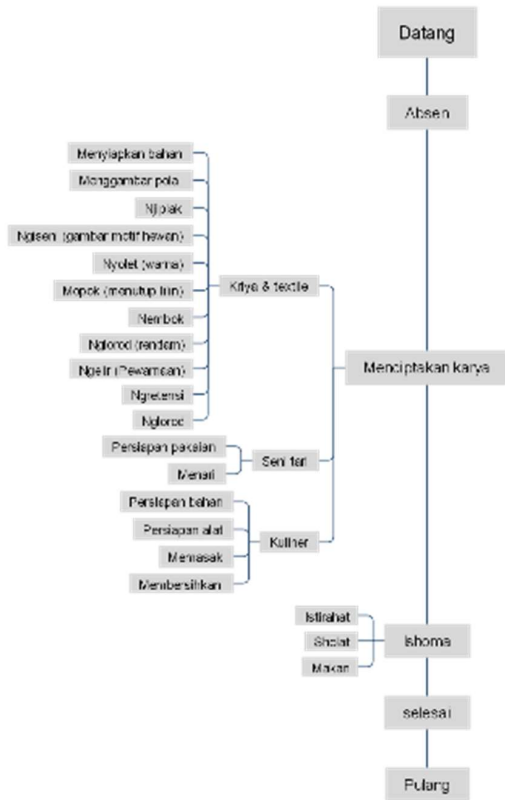 Datang
Absen
Menyiapkan bahan
Menggambar pola
Njiplak
Ngiseni (gambar motif hewan)
Nyolet (warna)
Mopok (menutup lilin)
Kriya & textile
Nembok
Nglorod (rendam)
Menciptakan karya
Ngelir (Pewarnaan)
Ngretensi
Nglorod
Persiapan pakaian
Seni tari
Menari
Persiapan bahan
Persiapan alat
Kuliner
Memasak
Membersihkan
Istirahat
Sholat
Ishoma
Makan
selesai
Pulang